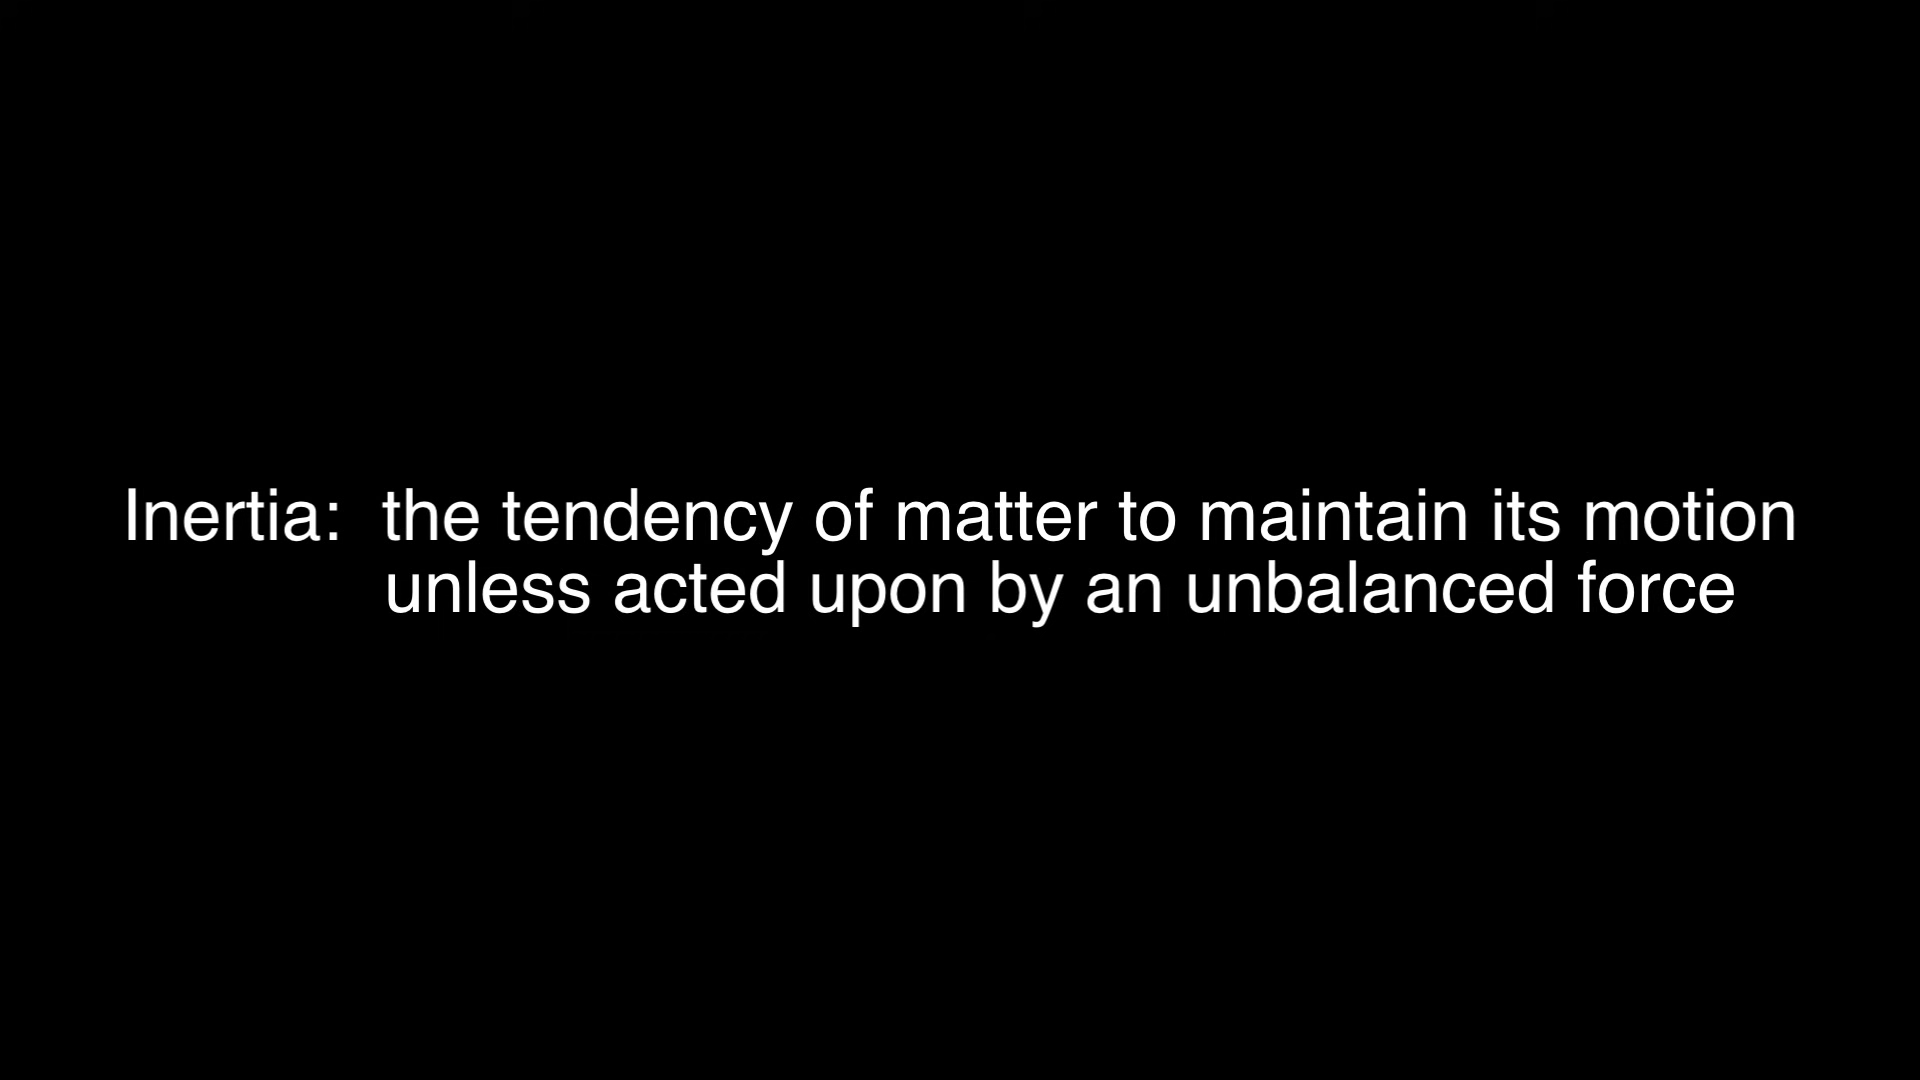 Inertia: the tendency of matter to maintain its motion
unless acted upon by an unbalanced force